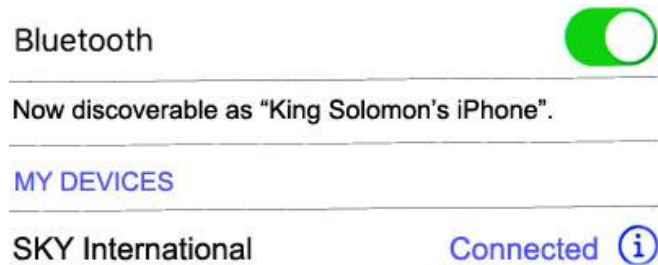 Bluetooth
Now discoverable as “King Solomon’s iPhone”.
MY DEVICES
SKY International Connected i